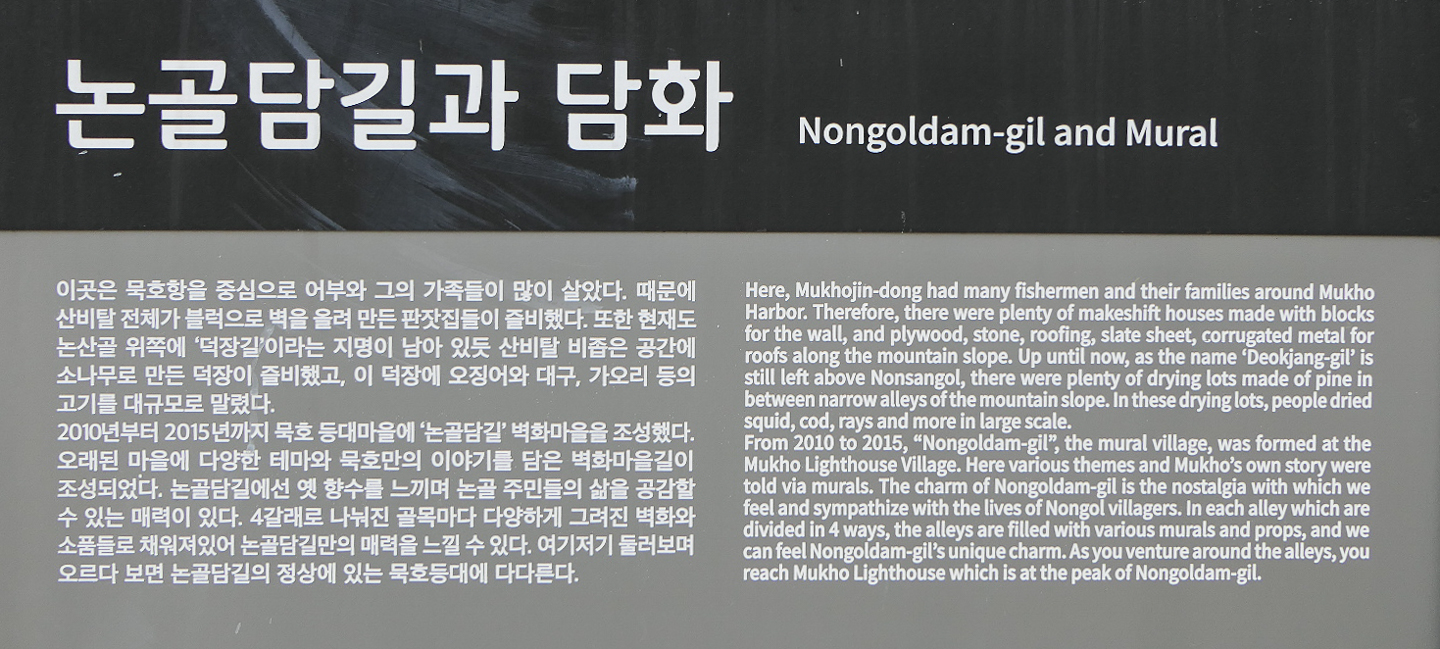 논골담길과 담화
Nongoldam-gil and Mural
이곳은 묵호항을 중심으로 어부와 그의 가족들이 많이 살았다. 때문에
산비탈 전체가 블럭으로 벽을 올려 만든 판잣집들이 즐비했다. 또한 현재도
논산골 위쪽에 ‘덕장길’이라는 지명이 남아 있듯 산비탈 비좁은 공간에
소나무로 만든 덕장이 즐비했고, 이 덕장에 오징어와 대구, 가오리 등의
고기를 대규모로 말렸다.
2010년부터 2015년까지 묵호 등대마을에 ‘논골담길’ 벽화마을을 조성했다.
오래된 마을에 다양한 테마와 묵호만의 이야기를 담은 벽화마을길이
조성되었다. 논골담길에선 옛 향수를 느끼며 논골 주민들의 삶을 공감할
수 있는 매력이 있다. 4갈래로 나눠진 골목마다 다양하게 그려진 벽화와
소품들로 채워져있어 논골담길만의 매력을 느낄 수 있다. 여기저기 둘러보며
오르다 보면 논골담길의 정상에 있는 묵호등대에 다다른다.
Here, Mukhojin-dong had many fishermen and their families around Mukho
Harbor. Therefore, there were plenty of makeshift houses made with blocks
for the wall, and plywood, stone, roofing, slate sheet, corrugated metal for
roofs along the mountain slope. Up until now, as the name ‘Deokjang-gil’ is
still left above Nonsangol, there were plenty of drying lots made of pine in
between narrow alleys of the mountain slope. In these drying lots, people dried
squid, cod, rays and more in large scale.
From 2010 to 2015, “Nongoldam-gil”, the mural village, was formed at the
Mukho Lighthouse Village. Here various themes and Mukho’s own story were
told via murals. The charm of Nongoldam-gil is the nostalgia with which we
feel and sympathize with the lives of Nongol villagers. In each alley which are
divided in 4 ways, the alleys are filled with various murals and props, and we
can feel Nongoldam-gil’s unique charm. As you venture around the alleys, you
reach Mukho Lighthouse which is at the peak of Nongoldam-gil.